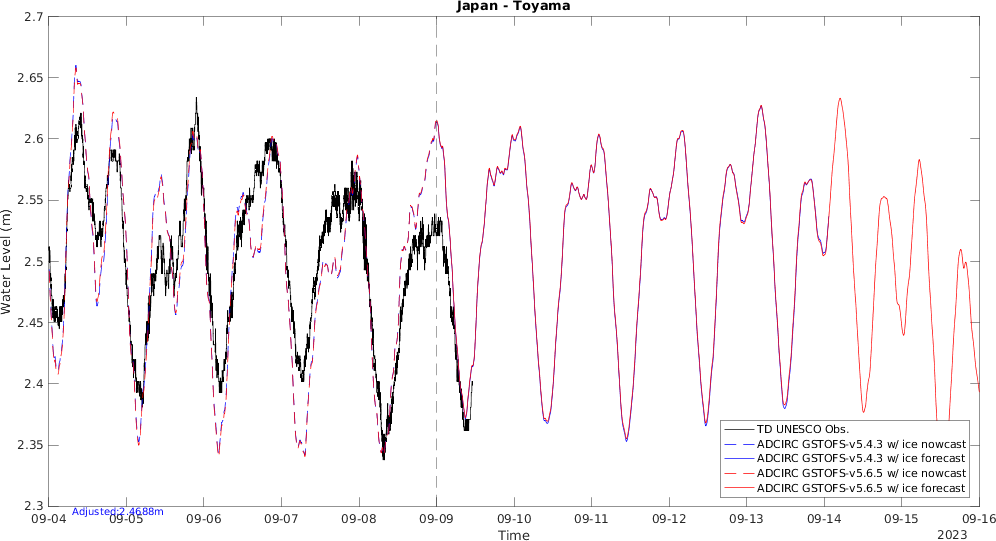 Japan - Toyama
2.7
2.65
2.6
2.55
2.5
2.45
2.4
2.35
2.3
Water Level (m)
TD UNESCO Obs.
ADCIRC GSTOFS-v5.4.3 w/ ice nowcast
ADCIRC GSTOFS-v5.4.3 w/ ice forecast
ADCIRC GSTOFS-v5.6.5 w/ ice nowcast
ADCIRC GSTOFS-v5.6.5 w/ ice forecast
Adjusted:2.4688m
09-04 09-05 09-06 09-07 09-08 09-09 09-10 09-11 09-12 09-13 09-14 09-15 09-16
Time
2023